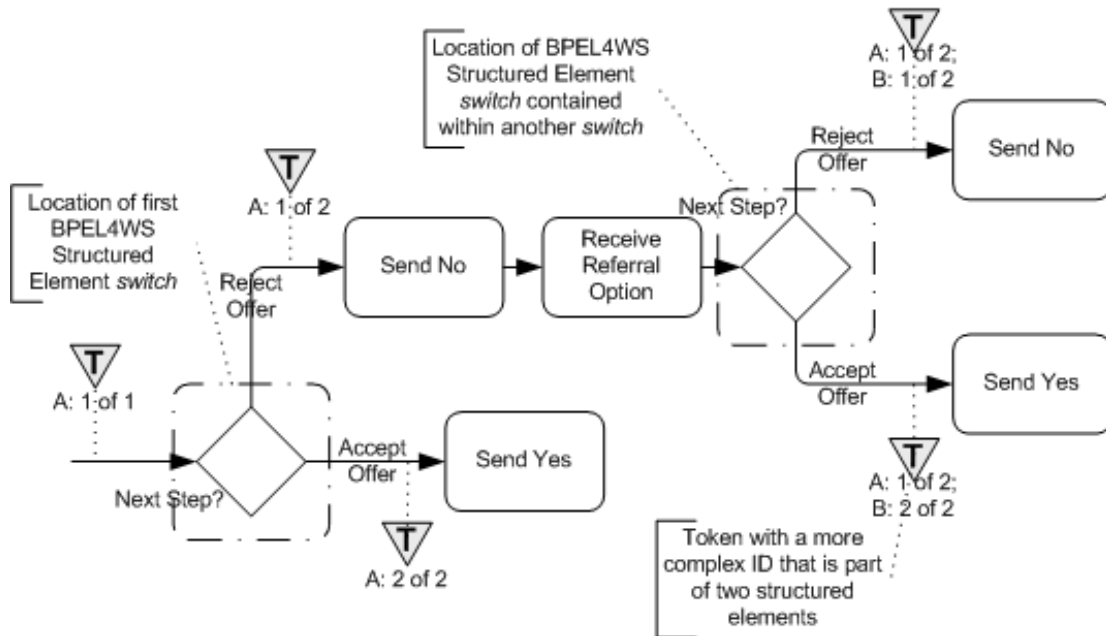 Location of BPEL4WS
Structured Element
switch contained
within another switch
T
A: 1 of 2;
B: 1 of 2
Reject
Offer
Send No
T
A: 1 of 2
Location of first
BPEL4WS
Structured
Element switch
Reject
Offer
Send No
Receive
Referral
Option
Next Step?
T
A: 1 of 1
Next Step?
Accept
Offer
Send Yes
T
A: 2 of 2
Accept
Offer
Send Yes
T
A: 1 of 2;
B: 2 of 2
Token with a more
complex ID that is part
of two structured
elements